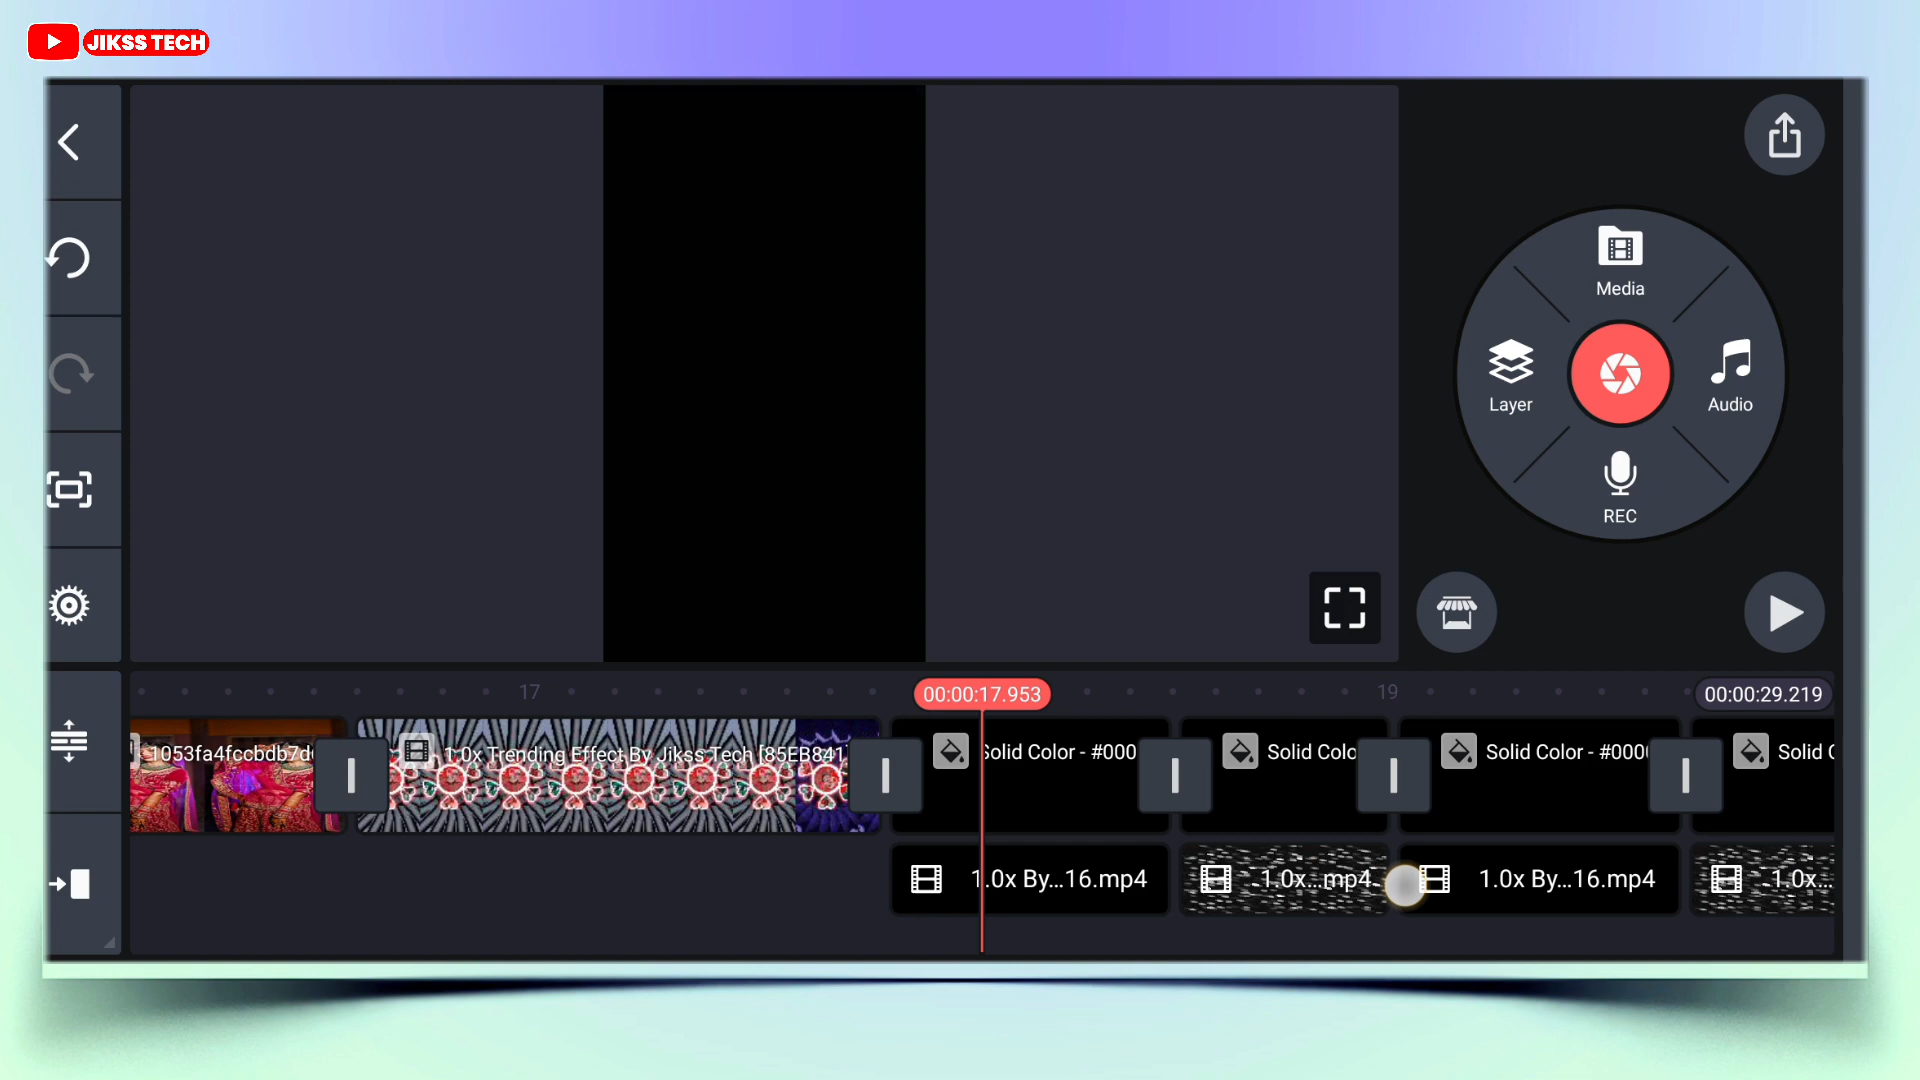 JIKSS TECH
Media
Layer
Audio
REC
17
00:00:17.953
19
00:00:29.219
1053fa4fccbdb7d
1.0x Trending Effect By Jikss Tech [85EB841
Solid Color - #000
Solid Colo
Solid Color - #000
Solid
1.0x By...16.mp4
1.0x...mp4
1.0x By...16.mp4
1.0x...